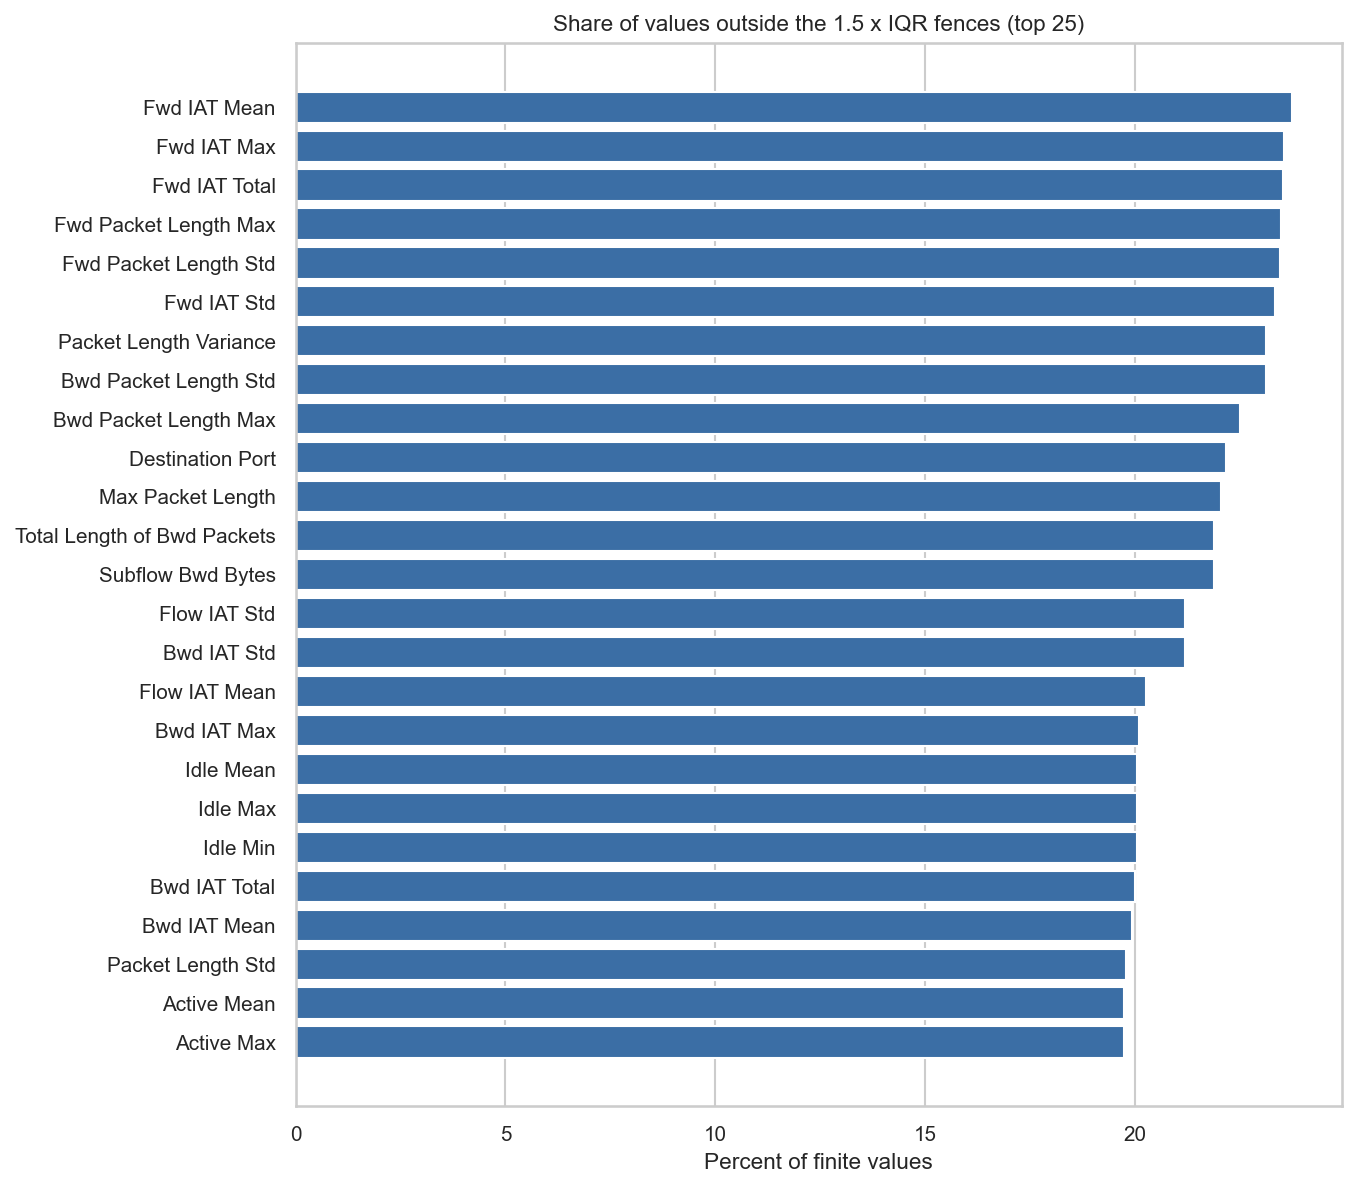 Share of values outside the 1.5 x IQR fences (top 25)
Fwd IAT Mean
Fwd IAT Max
Fwd IAT Total
Fwd Packet Length Max
Fwd Packet Length Std
Fwd IAT Std
Packet Length Variance
Bwd Packet Length Std
Bwd Packet Length Max
Destination Port
Max Packet Length
Total Length of Bwd Packets
Subflow Bwd Bytes
Flow IAT Std
Bwd IAT Std
Flow IAT Mean
Bwd IAT Max
Idle Mean
Idle Max
Idle Min
Bwd IAT Total
Bwd IAT Mean
Packet Length Std
Active Mean
Active Max
0 5 10 15 20
Percent of finite values